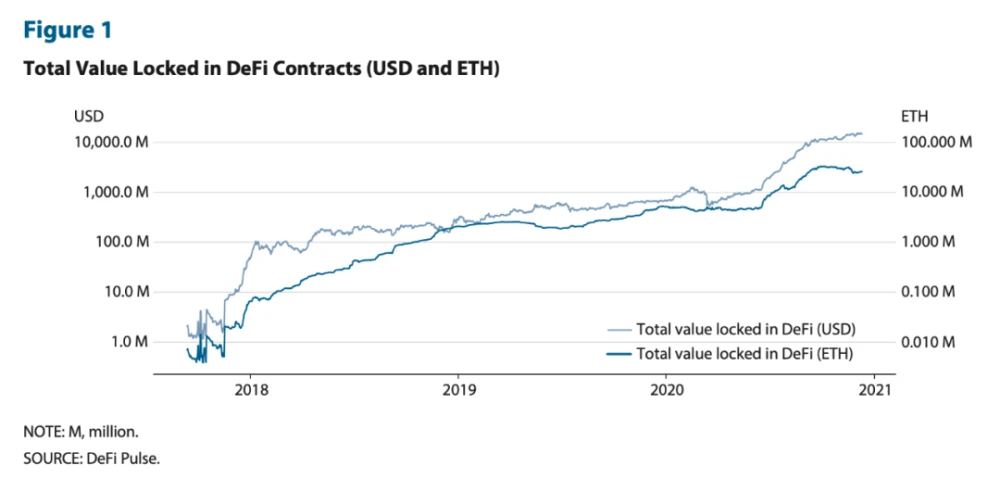 Figure 1
Total Value Locked in DeFi Contracts (USD and ETH)
USD ETH
10,000.0 M 100.000 M
1,000.0 M 10.000 M
100.0 M 1.000 M
10.0 M 0.100 M
Total value locked in DeFi (USD)
1.0 M 0.010 M
Total value locked in DeFi (ETH)
2018 2019 2020 2021
NOTE: M, million.
SOURCE: DeFi Pulse.